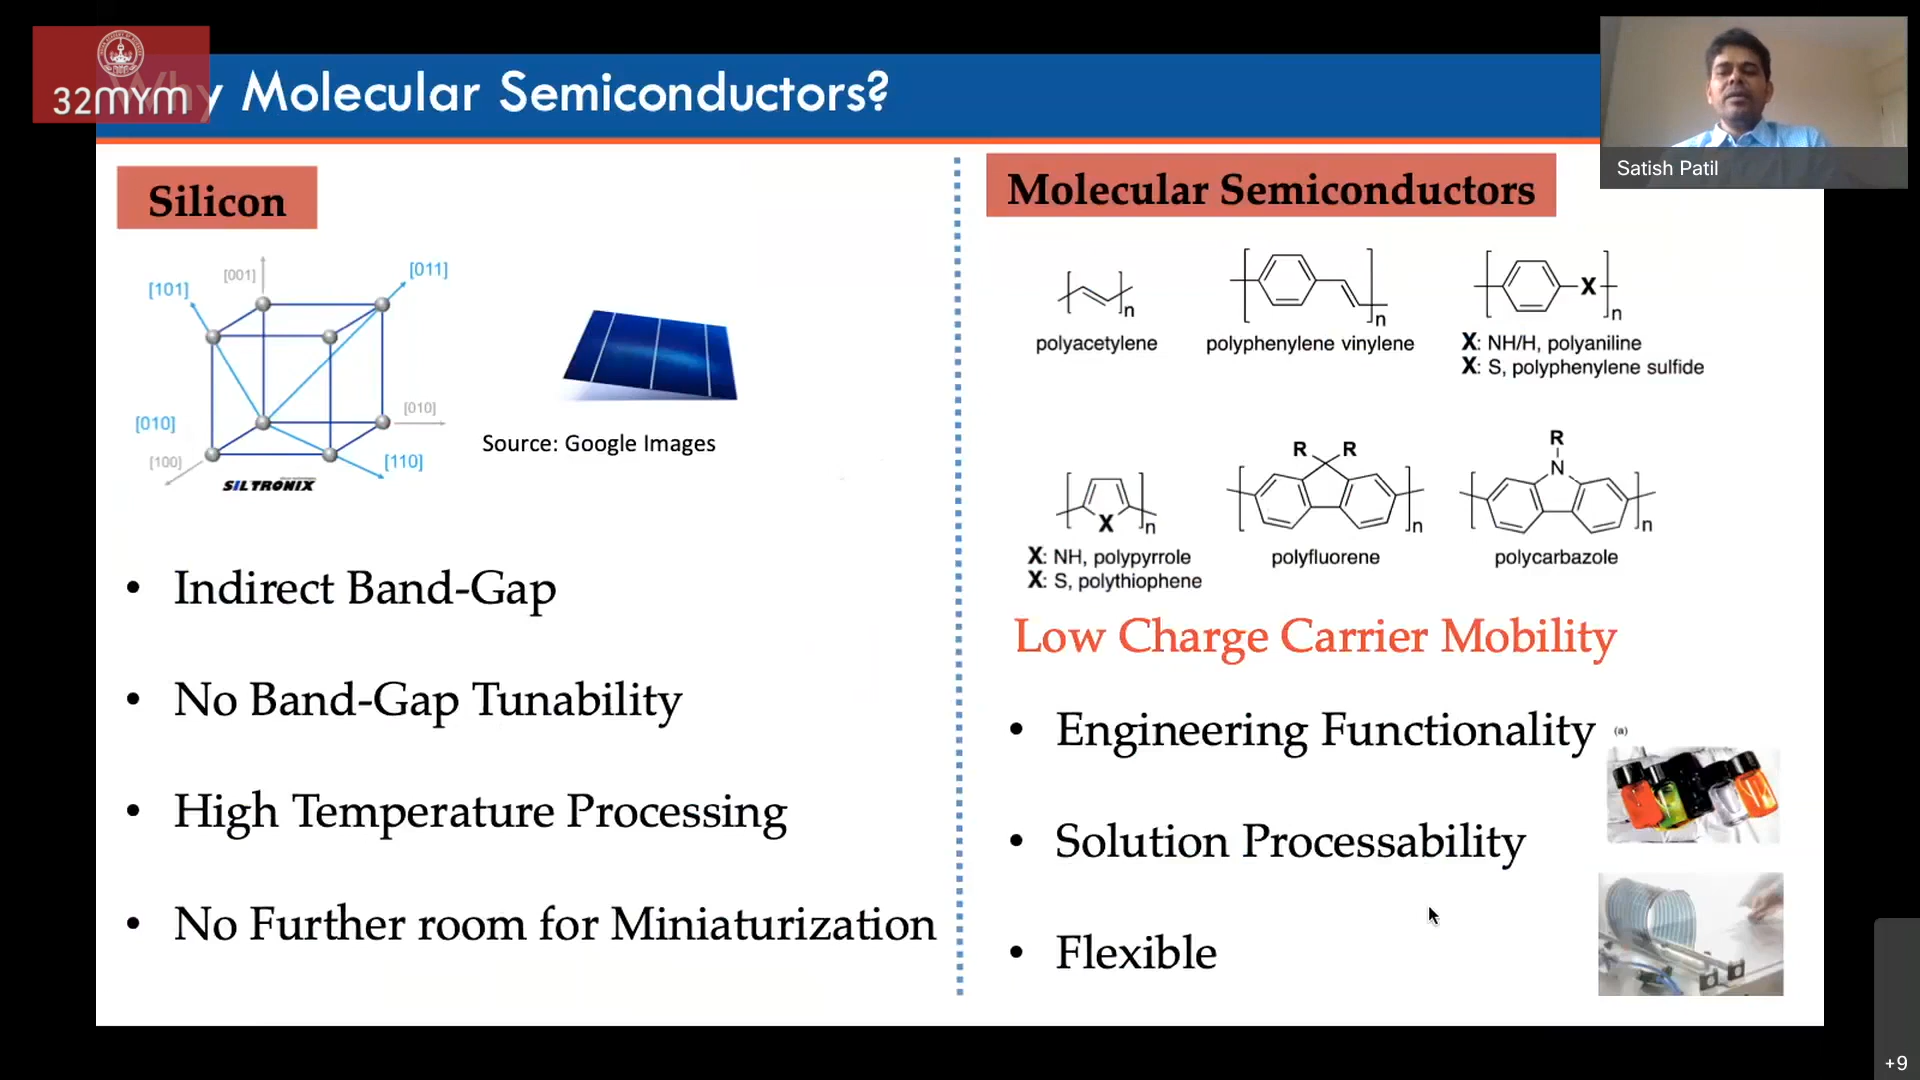 32mym
Why Molecular Semiconductors?
Satish Patil
Silicon
[001]
[011]
[101]
[010]
[010]
[100]
[110]
SILTRONIX
Source: Google Images
• Indirect Band-Gap
• No Band-Gap Tunability
• High Temperature Processing
• No Further room for Miniaturization
Molecular Semiconductors
n
polyacetylene
n
polyphenylene vinylene
X
n
X: NH/H, polyaniline
X: S, polyphenylene sulfide
X
n
X: NH, polypyrrole
X: S, polythiophene
R R
n
polyfluorene
R
N
n
polycarbazole
Low Charge Carrier Mobility
• Engineering Functionality
(a)
• Solution Processability
• Flexible
+9